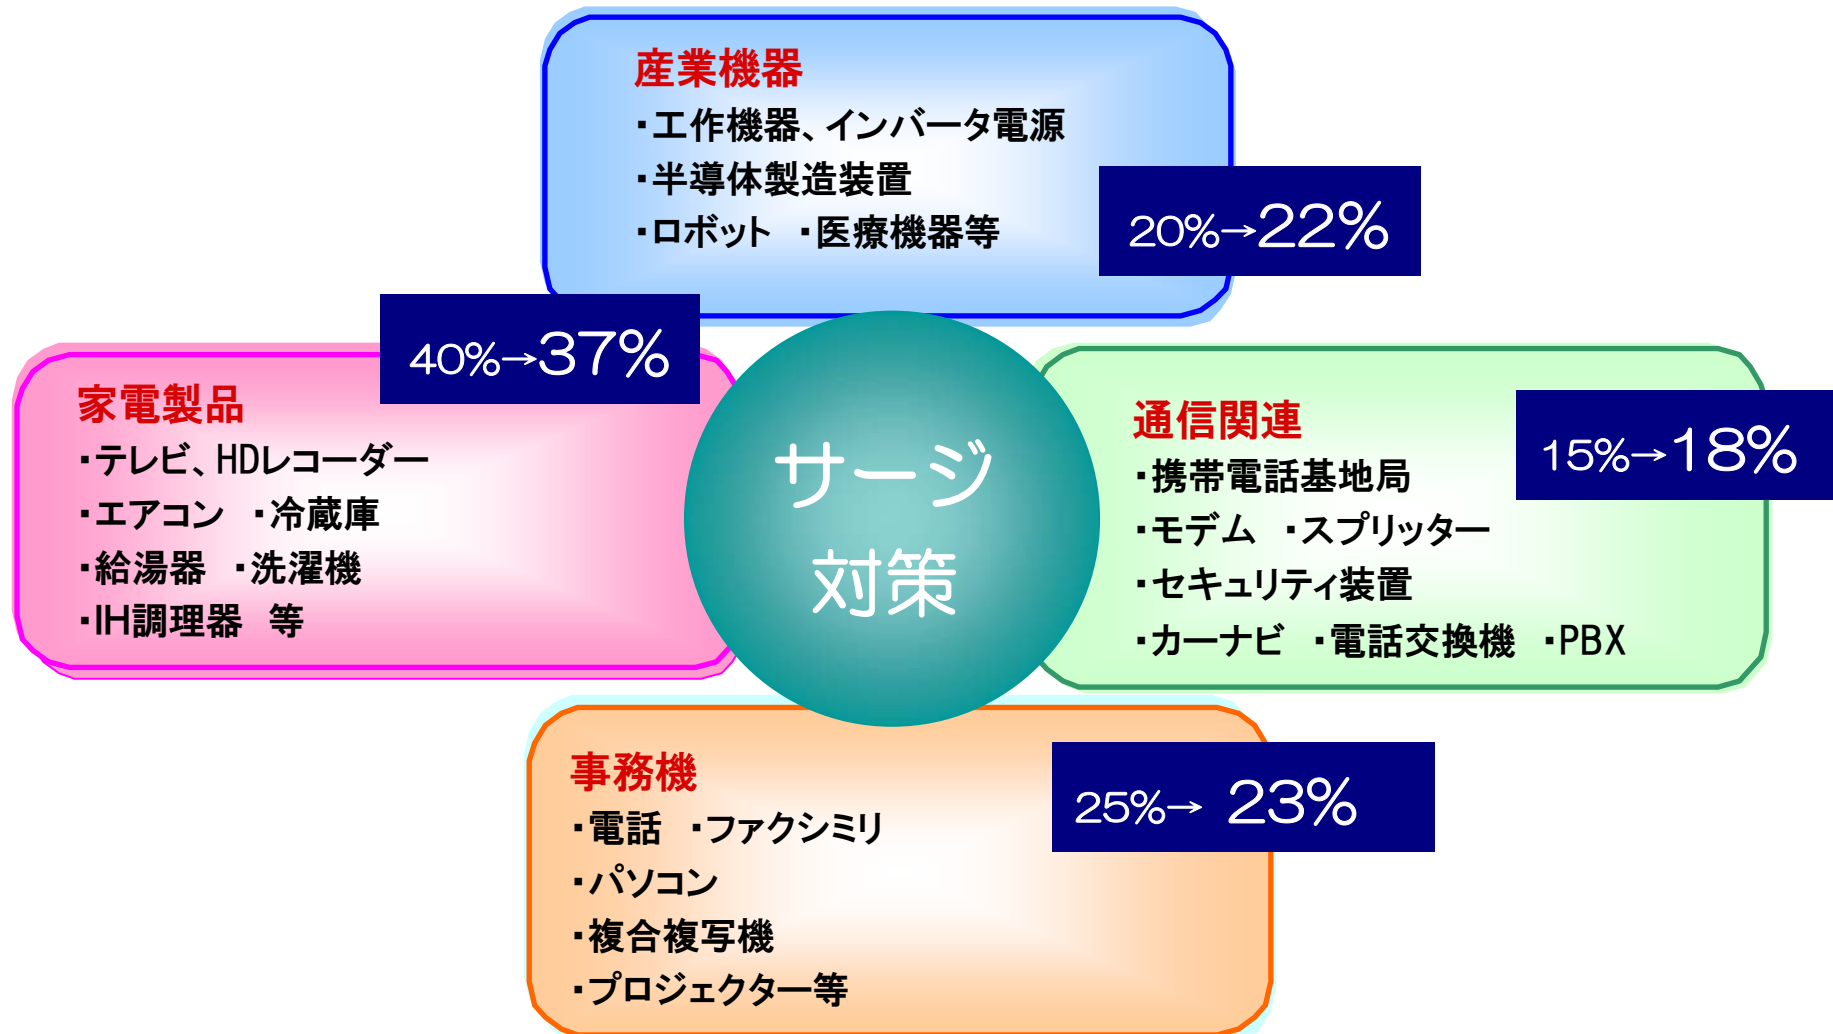 産業機器
・工作機器、インバータ電源
・半導体製造装置
・ロボット ・医療機器等
20%→22%
40%→37%
家電製品
・テレビ、HDレコーダー
・エアコン ・冷蔵庫
・給湯器 ・洗濯機
・IH調理器 等
サージ
対策
通信関連
・携帯電話基地局
・モデム ・スプリッター
・セキュリティ装置
・カーナビ ・電話交換機 ・PBX
15%→18%
事務機
・電話 ・ファクシミリ
・パソコン
・複合複写機
・プロジェクター等
25%→ 23%